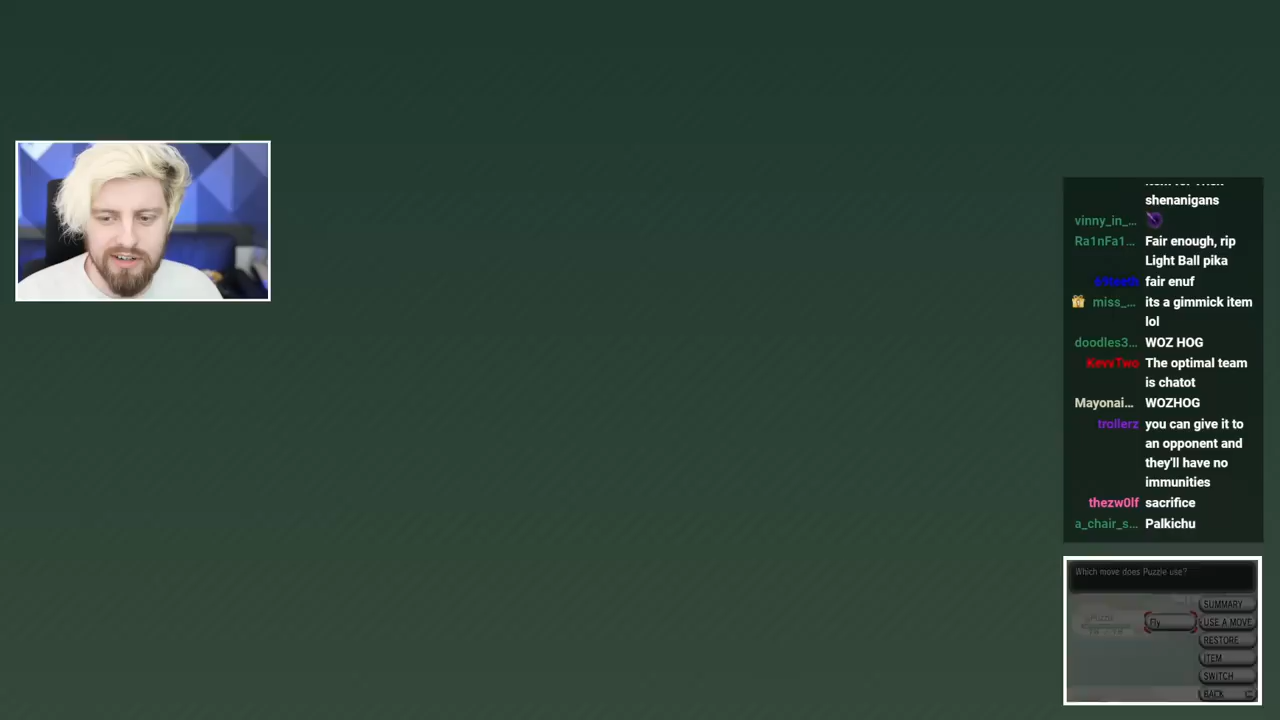 shenanigans
vinny_in_...
Ra1nFa1... Fair enough, rip
Light Ball pika
fair enuf
miss_... its a gimmick item
lol
doodles3... WOZ HOG
KevvTwo The optimal team
is chatot
Mayonai... WOZHOG
trollerz you can give it to
an opponent and
they'll have no
immunities
thezw0lf sacrifice
a_chair_s... Palkichu
Which move does Puzzle use?
SUMMARY
Puzzle
Fly
USE A MOVE
RESTORE
ITEM
SWITCH
BACK